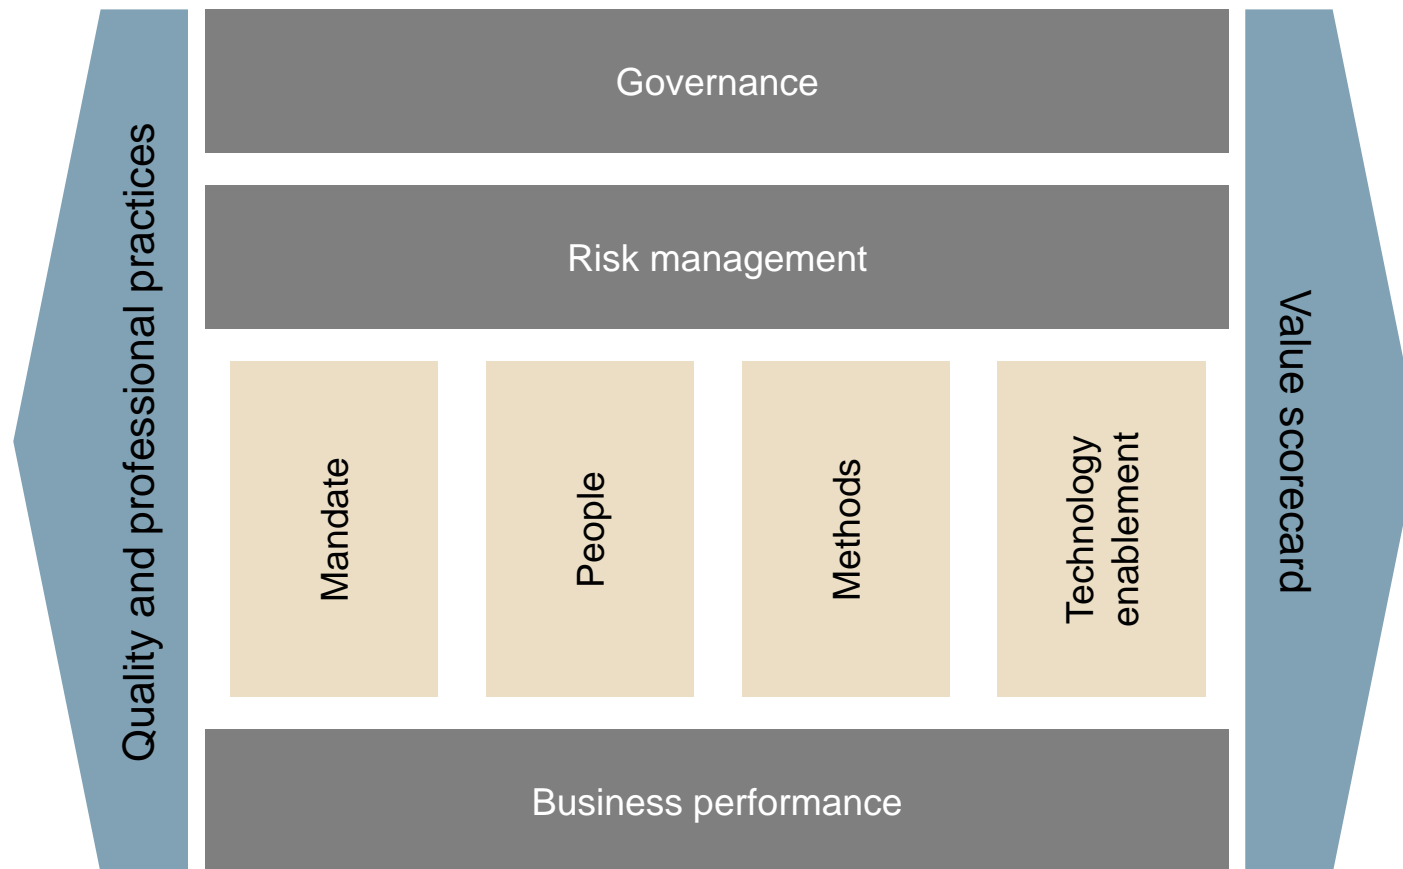 Quality and professional practices
Governance
Risk management
Mandate
People
Methods
Technology
enablement
Business performance
Value scorecard